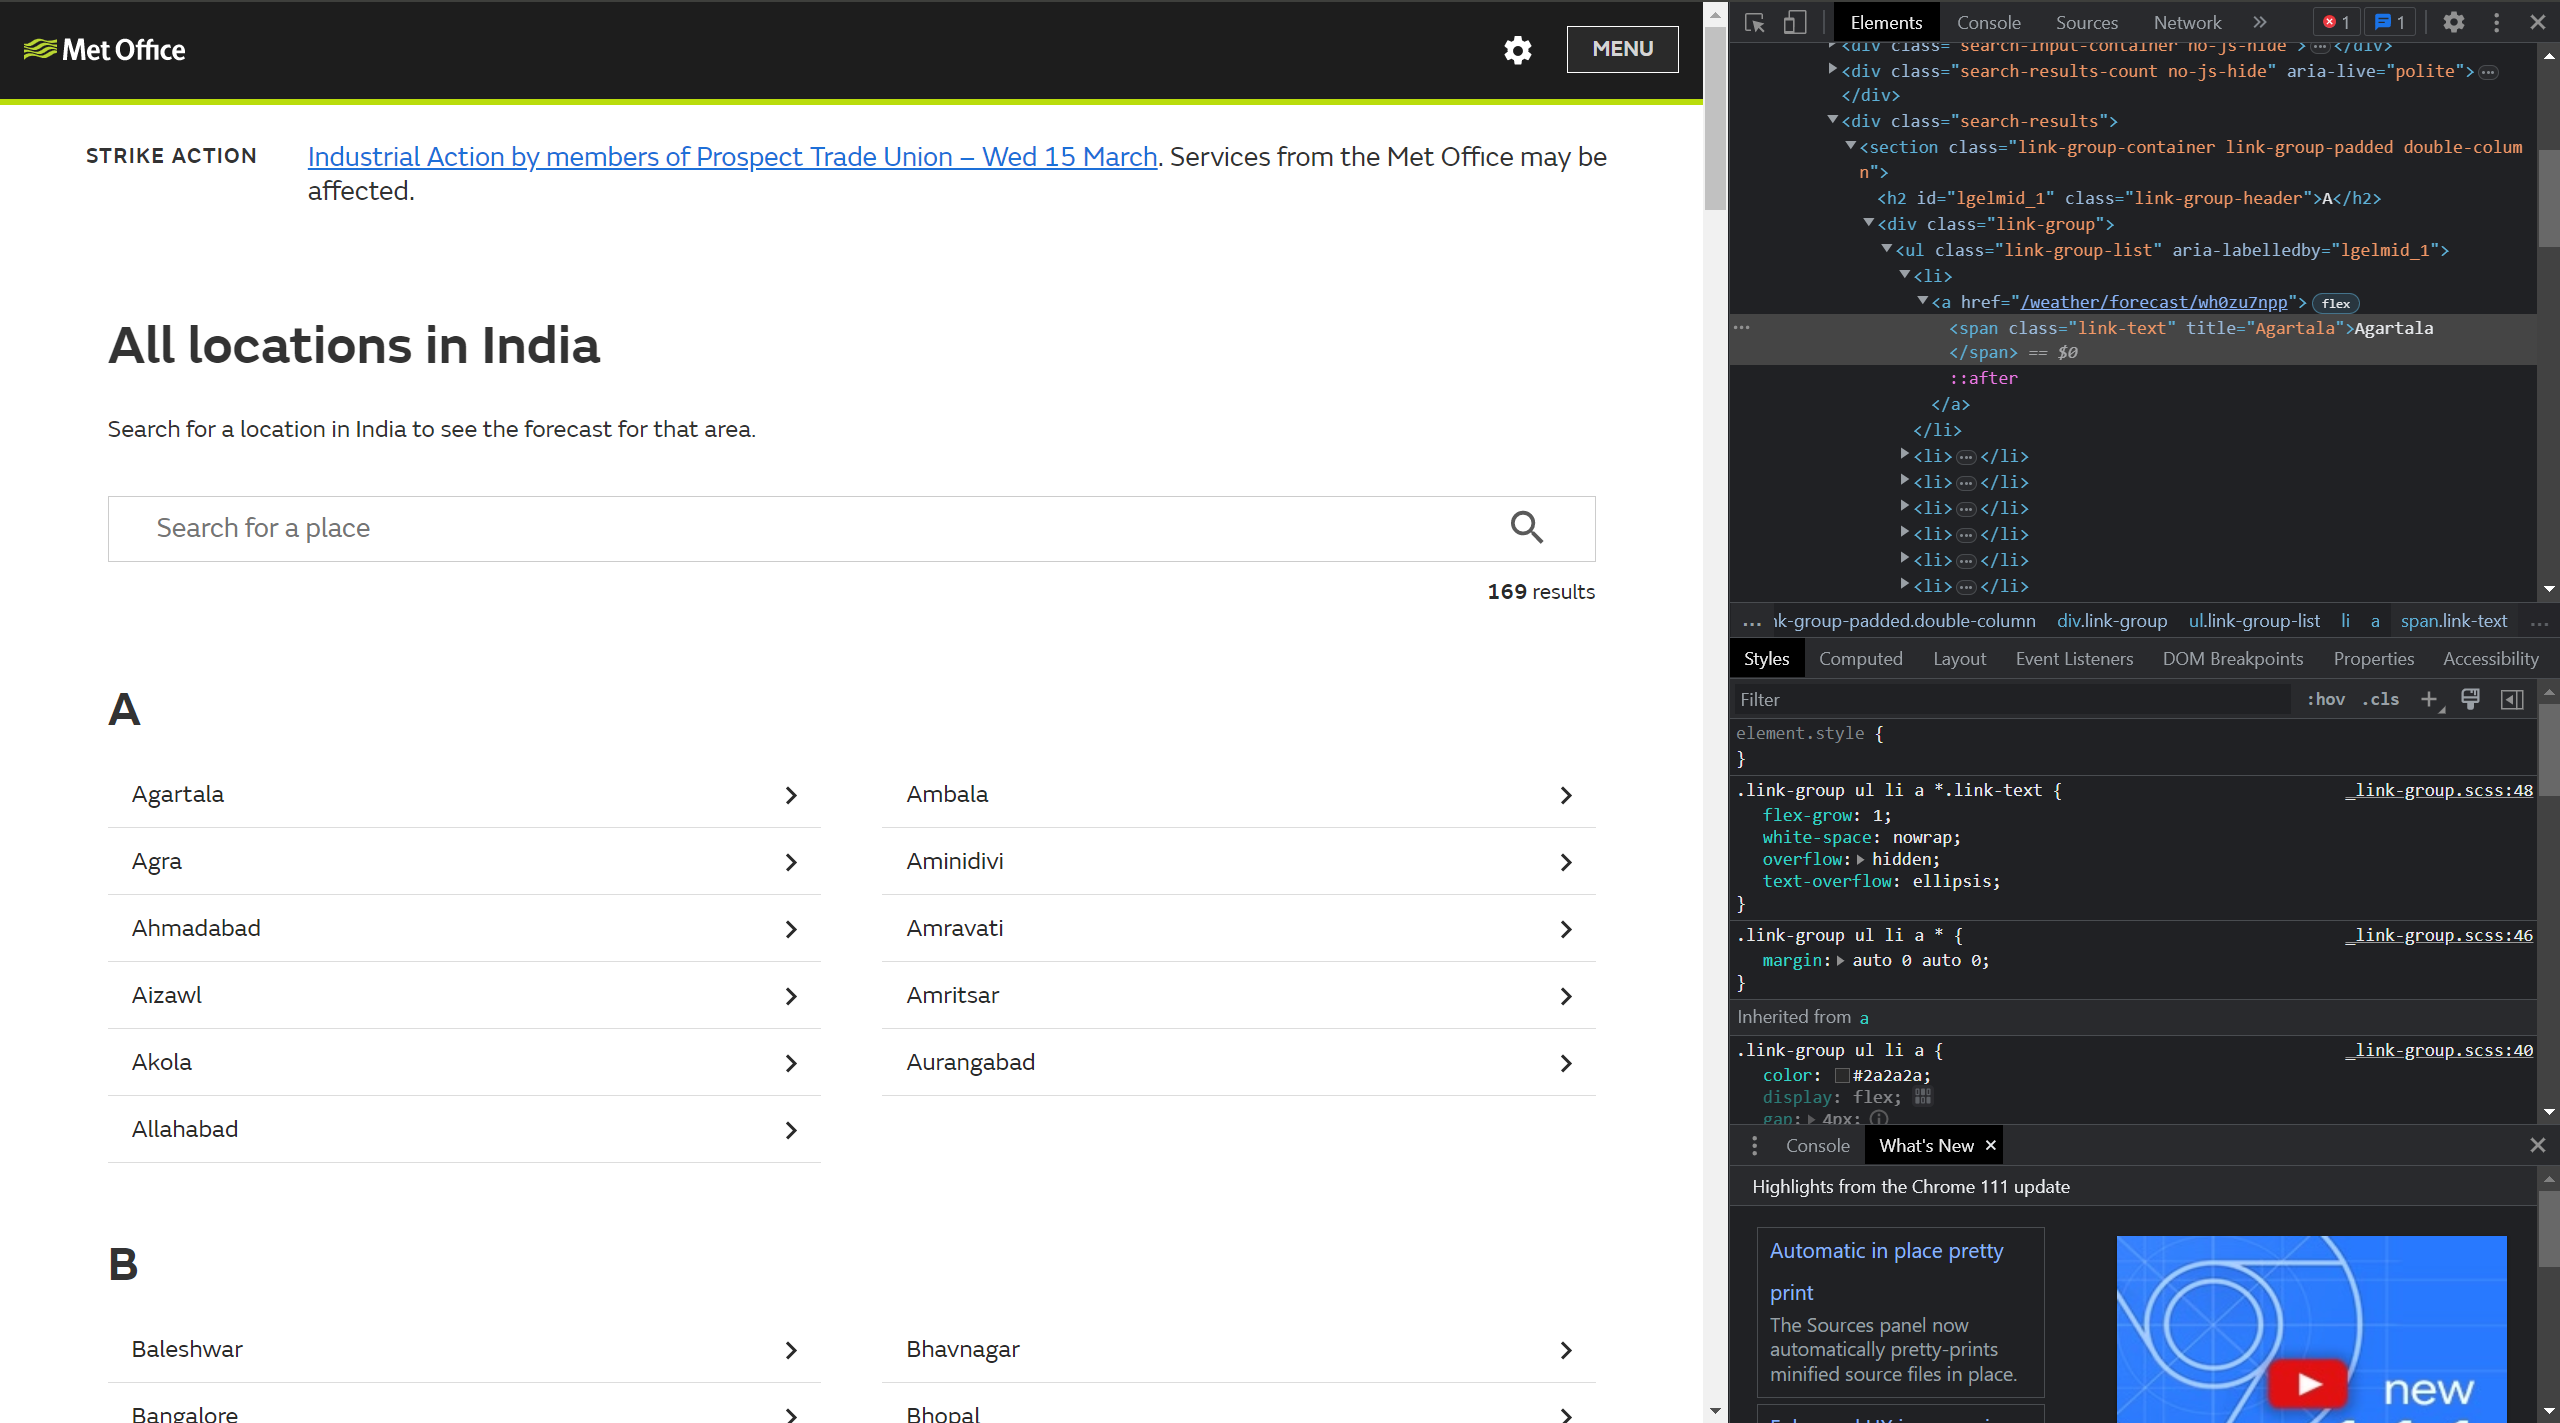 Met Office
MENU
STRIKE ACTION
Industrial Action by members of Prospect Trade Union – Wed 15 March. Services from the Met Office may be
affected.
All locations in India
Search for a location in India to see the forecast for that area.
Search for a place
169 results
A
Agartala
Ambala
Agra
Aminidivi
Ahmadabad
Amravati
Aizawl
Amritsar
Akola
Aurangabad
Allahabad
B
Baleshwar
Bhavnagar
Bangalore
Bhopal
Elements Console Sources Network » 1 1
<div class="search-input-container no-js-hide"> … </div>
<div class="search-results-count no-js-hide" aria-live="polite"> …
</div>
<div class="search-results">
<section class="link-group-container link-group-padded double-colum
n">
<h2 id="lgelmid_1" class="link-group-header">A</h2>
<div class="link-group">
<ul class="link-group-list" aria-labelledby="lgelmid_1">
<li>
<a href="/weather/forecast/wh0zu7npp"> flex
<span class="link-text" title="Agartala">Agartala
</span> == $0
::after
</a>
</li>
<li> … </li>
<li> … </li>
<li> … </li>
<li> … </li>
<li> … </li>
<li> … </li>
… nk-group-padded.double-column div.link-group ul.link-group-list li a span.link-text …
Styles Computed Layout Event Listeners DOM Breakpoints Properties Accessibility
Filter :hov .cls +
element.style {
}
.link-group ul li a *.link-text { _link-group.scss:48
flex-grow: 1;
white-space: nowrap;
overflow: hidden;
text-overflow: ellipsis;
}
.link-group ul li a * { _link-group.scss:46
margin: auto 0 auto 0;
}
Inherited from a
.link-group ul li a { _link-group.scss:40
color: #2a2a2a;
display: flex;
gap: 4px;
Console What's New ×
Highlights from the Chrome 111 update
Automatic in place pretty
print
The Sources panel now
automatically pretty-prints
minified source files in place.
new